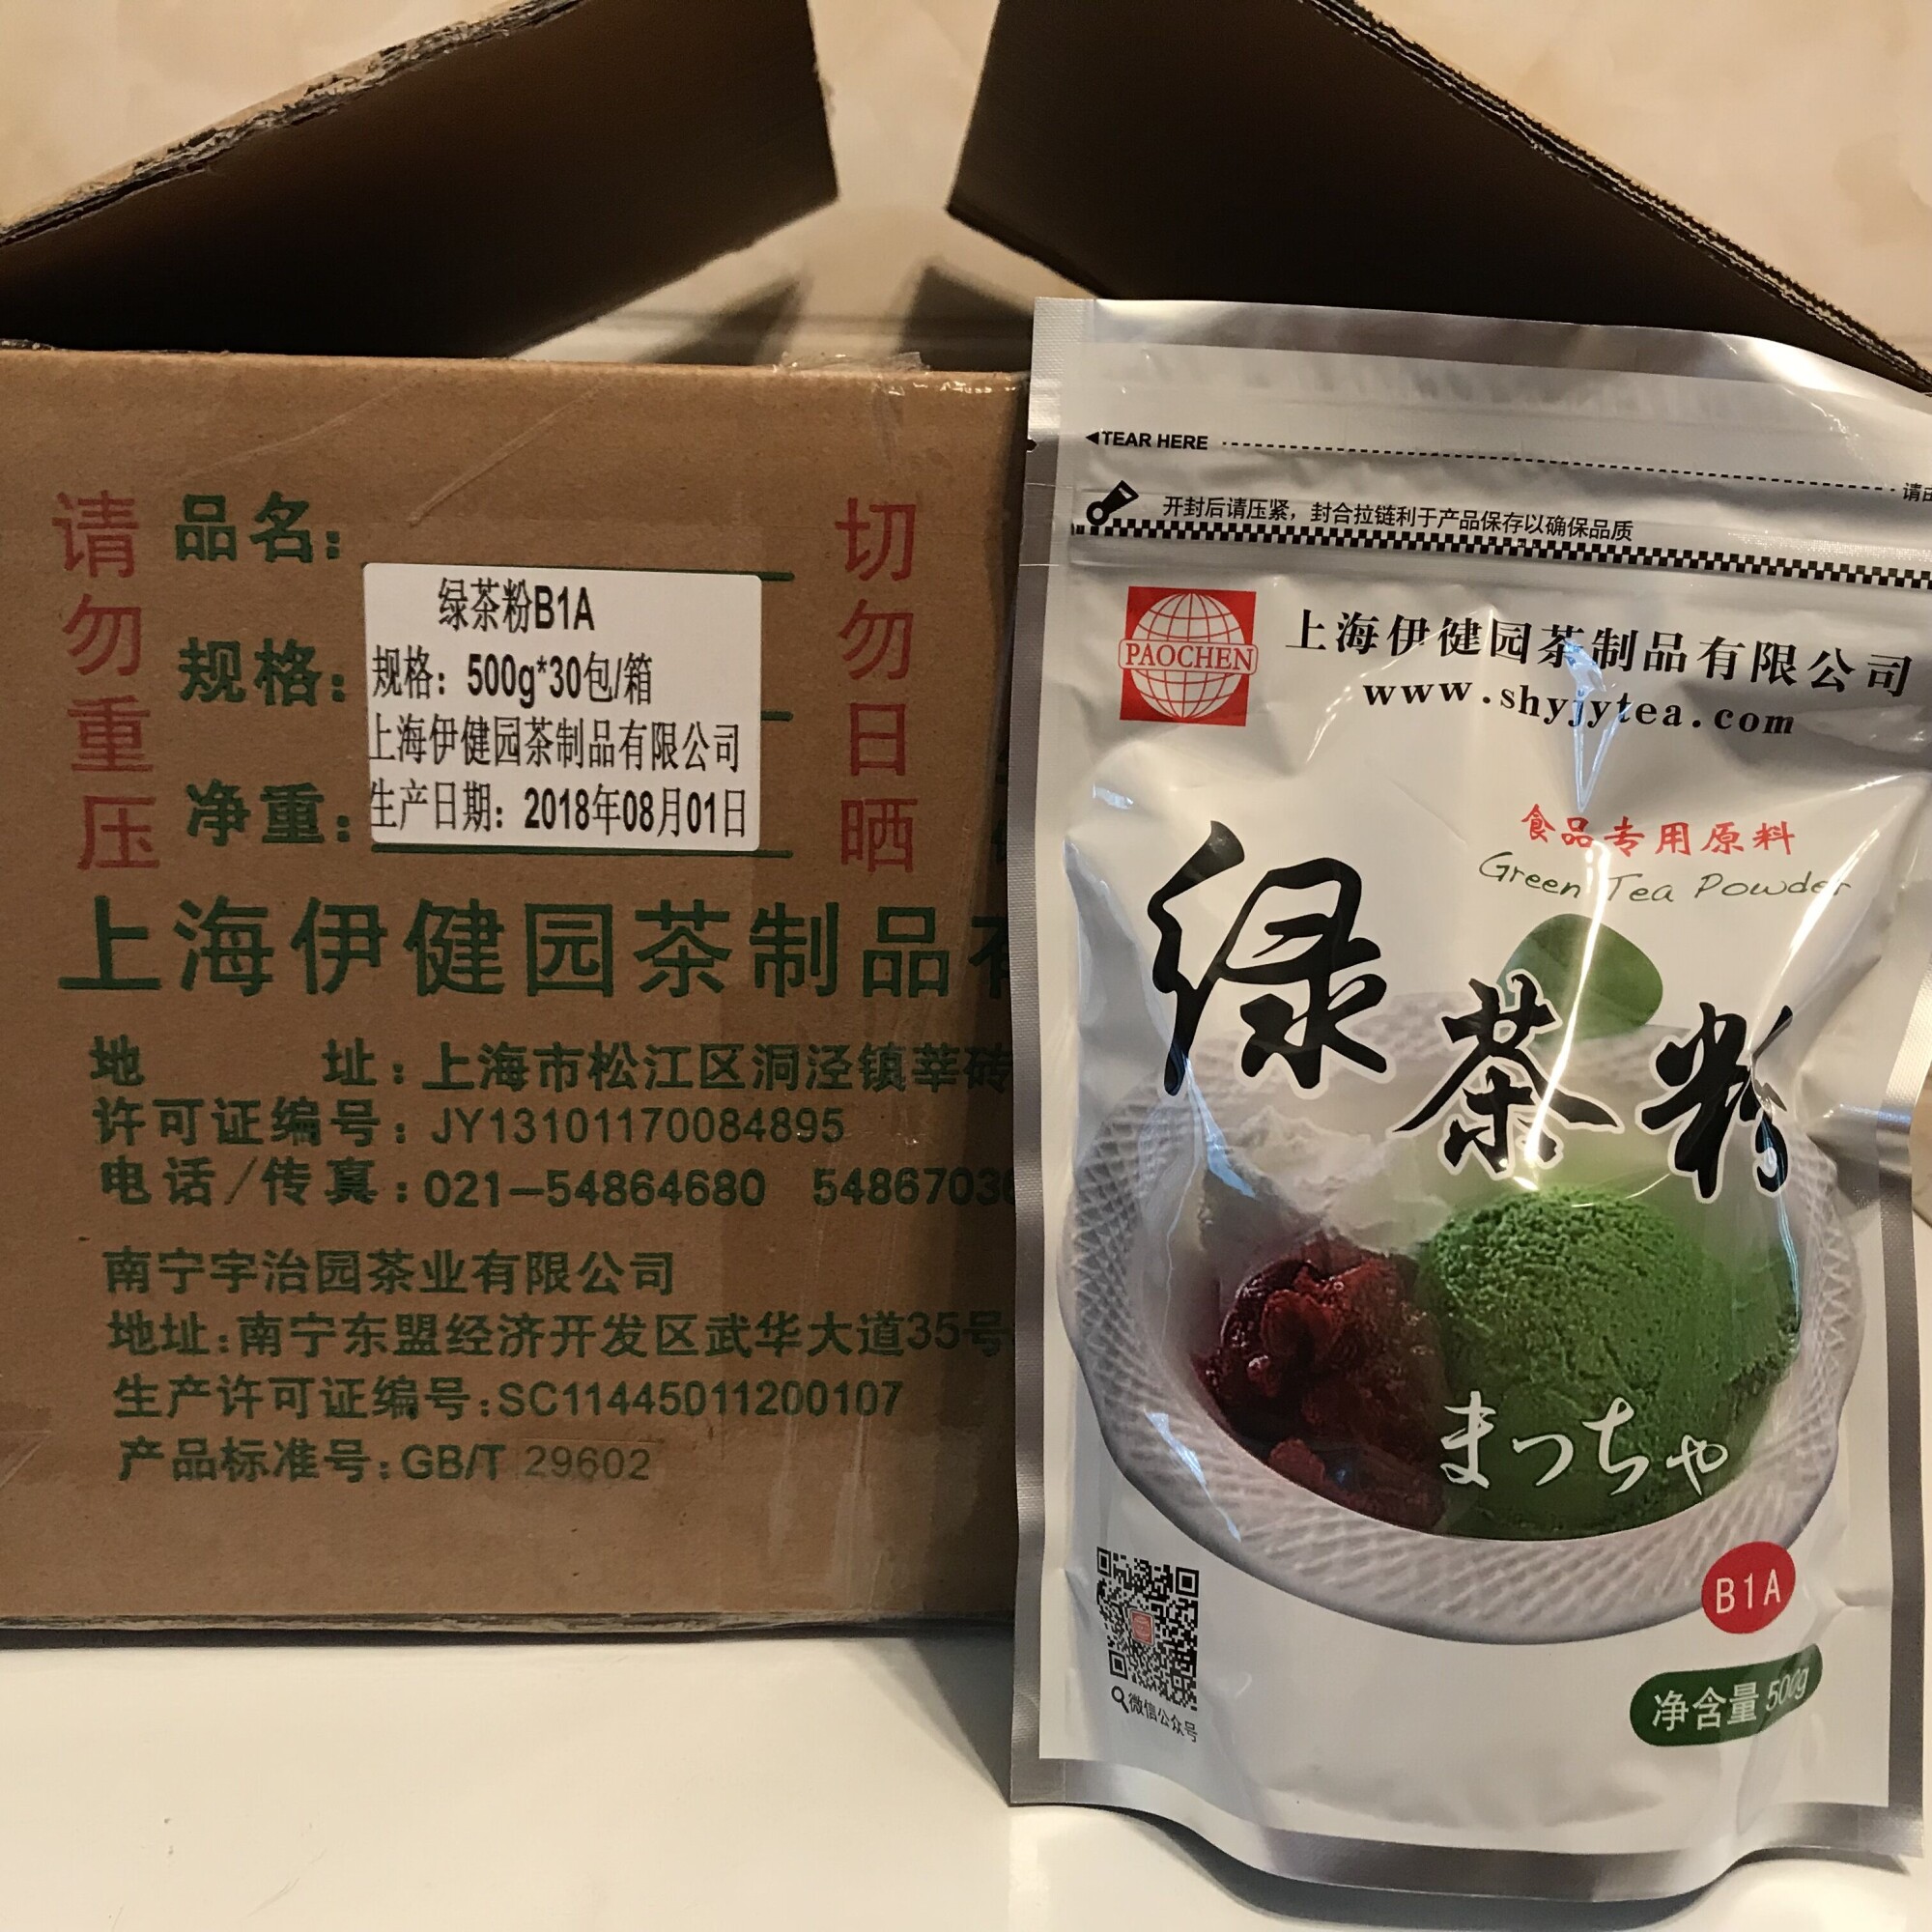 请勿重压
品名:
规格:
净重:
切勿日晒
绿茶粉B1A
规格: 500g*30包/箱
上海伊健园茶制品有限公司
生产日期: 2018年08月01日
上海伊健园茶制品
地 址:上海市松江区洞泾镇莘砖
许可证编号:JY13101170084895
电话/传真:021-54864680 5486703
南宁宇治园茶业有限公司
地址:南宁东盟经济开发区武华大道35号
生产许可证编号:SC11445011200107
产品标准号:GB/T 29602
TEAR HERE
请由
开封后请压紧，封合拉链利于产品保存以确保品质
PAOCHEN
上海伊健园茶制品有限公司
www.shyjytea.com
食品专用原料
Green Tea Powder
绿茶粉
まっちゃ
B1A
净含量 500g
微信公众号